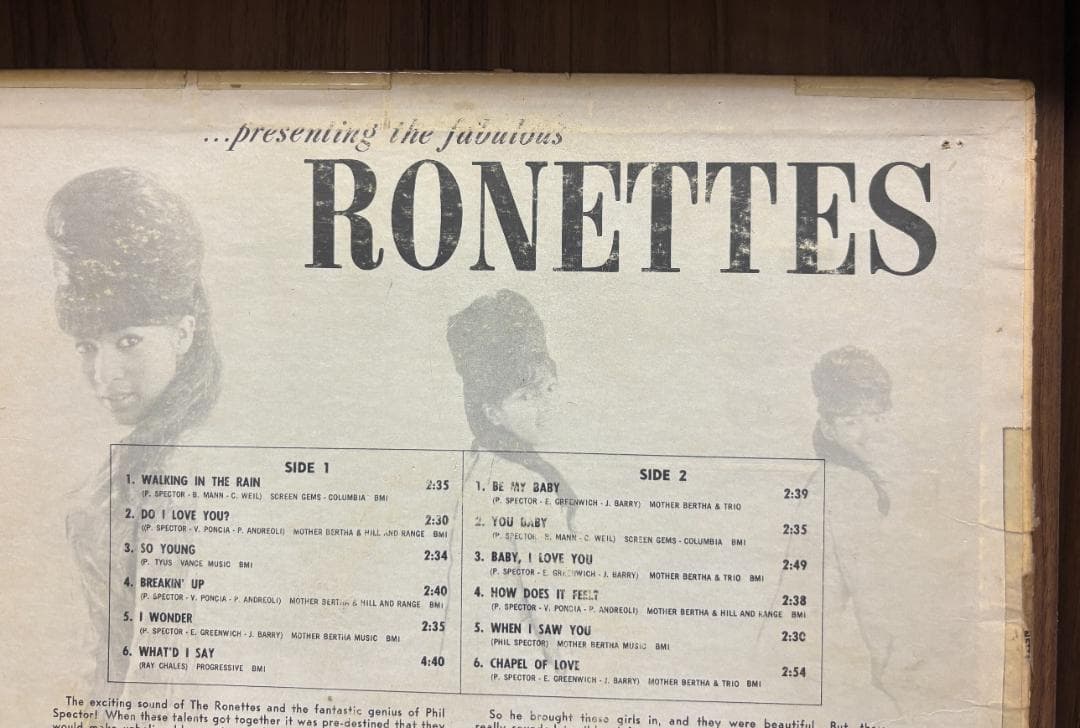 ...presenting the fabulous
RONETTES
SIDE 1
1. WALKING IN THE RAIN 2:35
(P. SPECTOR - B. MANN - C. WEIL) SCREEN GEMS - COLUMBIA BMI
2. DO I LOVE YOU? 2:30
((P. SPECTOR - V. PONCIA - P. ANDREOLI) MOTHER BERTHA & HILL AND RANGE BMI
3. SO YOUNG 2:34
(P. TYUS VANCE MUSIC BMI
4. BREAKIN' UP 2:40
(P. SPECTOR - V. PONCIA - P. ANDREOLI) MOTHER BERTHA & HILL AND RANGE BMI
5. I WONDER 2:35
(P. SPECTOR - E. GREENWICH - J. BARRY) MOTHER BERTHA MUSIC BMI
6. WHAT'D I SAY 4:40
(RAY CHALES) PROGRESSIVE BMI
SIDE 2
1. BE MY BABY 2:39
(P. SPECTOR - E. GREENWICH - J. BARRY) MOTHER BERTHA & TRIO
2. YOU BABY 2:35
(P. SPECTOR B. MANN - C. WEIL) SCREEN GEMS - COLUMBIA BMI
3. BABY, I LOVE YOU 2:49
(P. SPECTOR - E. GREENWICH - J. BARRY) MOTHER BERTHA & TRIO BMI
4. HOW DOES IT FEEL? 2:38
(P. SPECTOR - V. PONCIA - P. ANDREOLI) MOTHER BERTHA & HILL AND RANGE BMI
5. WHEN I SAW YOU 2:30
(PHIL SPECTOR) MOTHER BERTHA MUSIC BMI
6. CHAPEL OF LOVE 2:54
(P. SPECTOR - E. GREENWICH - J. BARRY) MOTHER BERTHA & TRIO BMI
The exciting sound of The Ronettes and the fantastic genius of Phil
Spector! When these talents got together it was pre-destined that they
So he brought these girls in, and they were beautiful. But